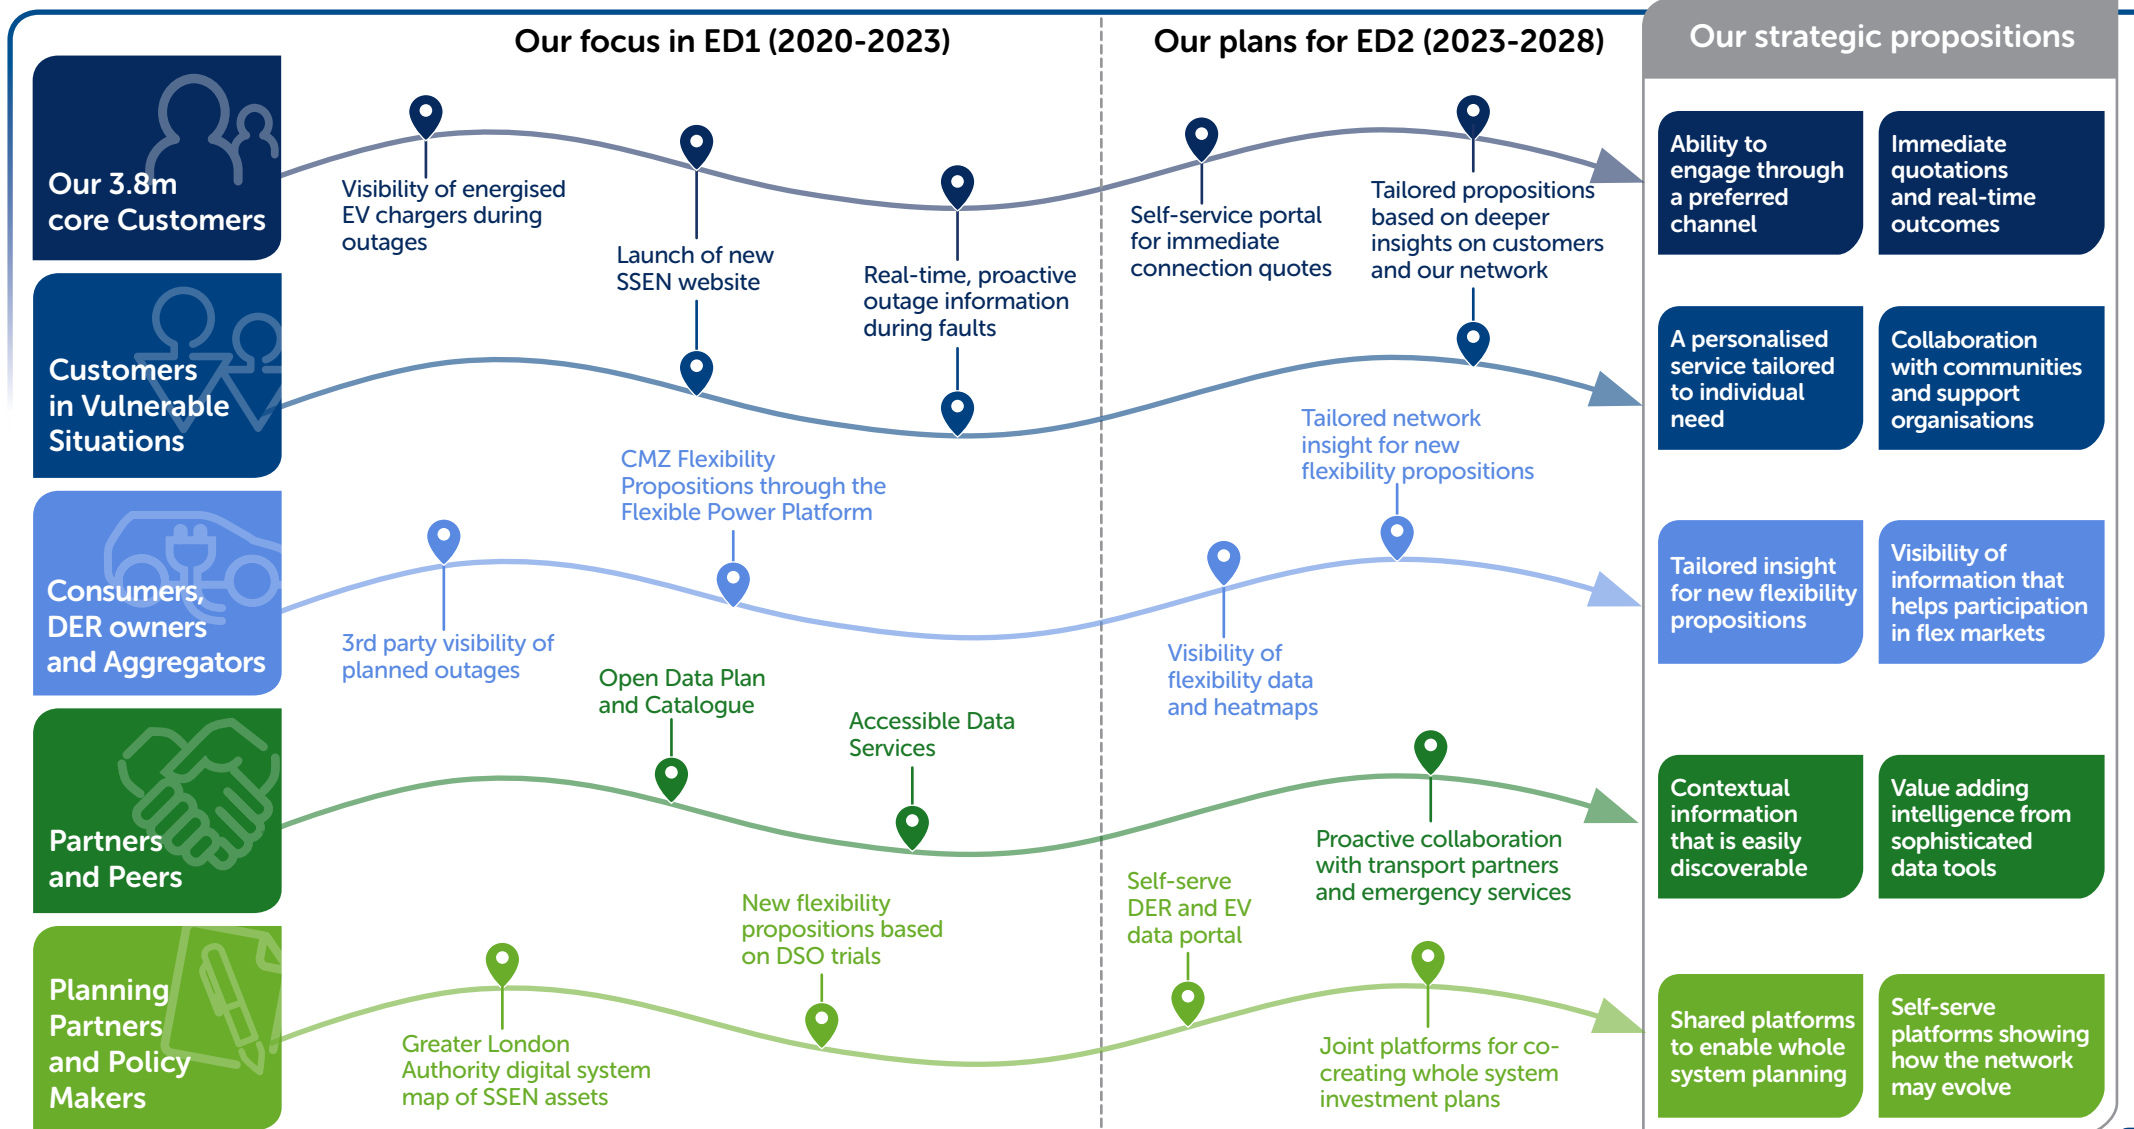 Our focus in ED1 (2020-2023)
Our plans for ED2 (2023-2028)
Our strategic propositions
Our 3.8m
core Customers
Visibility of energised
EV chargers during
outages
Launch of new
SSEN website
Real-time, proactive
outage information
during faults
Self-service portal
for immediate
connection quotes
Tailored propositions
based on deeper
insights on customers
and our network
Ability to
engage through
a preferred
channel
Immediate
quotations
and real-time
outcomes
Customers
in Vulnerable
Situations
A personalised
service tailored
to individual
need
Collaboration
with communities
and support
organisations
Consumers,
DER owners
and Aggregators
3rd party visibility of
planned outages
CMZ Flexibility
Propositions through the
Flexible Power Platform
Visibility of
flexibility data
and heatmaps
Tailored network
insight for new
flexibility propositions
Tailored insight
for new flexibility
propositions
Visibility of
information that
helps participation
in flex markets
Partners
and Peers
Open Data Plan
and Catalogue
Accessible Data
Services
Proactive collaboration
with transport partners
and emergency services
Contextual
information
that is easily
discoverable
Value adding
intelligence from
sophisticated
data tools
Planning
Partners
and Policy
Makers
Greater London
Authority digital system
map of SSEN assets
New flexibility
propositions based
on DSO trials
Self-serve
DER and EV
data portal
Joint platforms for co-
creating whole system
investment plans
Shared platforms
to enable whole
system planning
Self-serve
platforms showing
how the network
may evolve